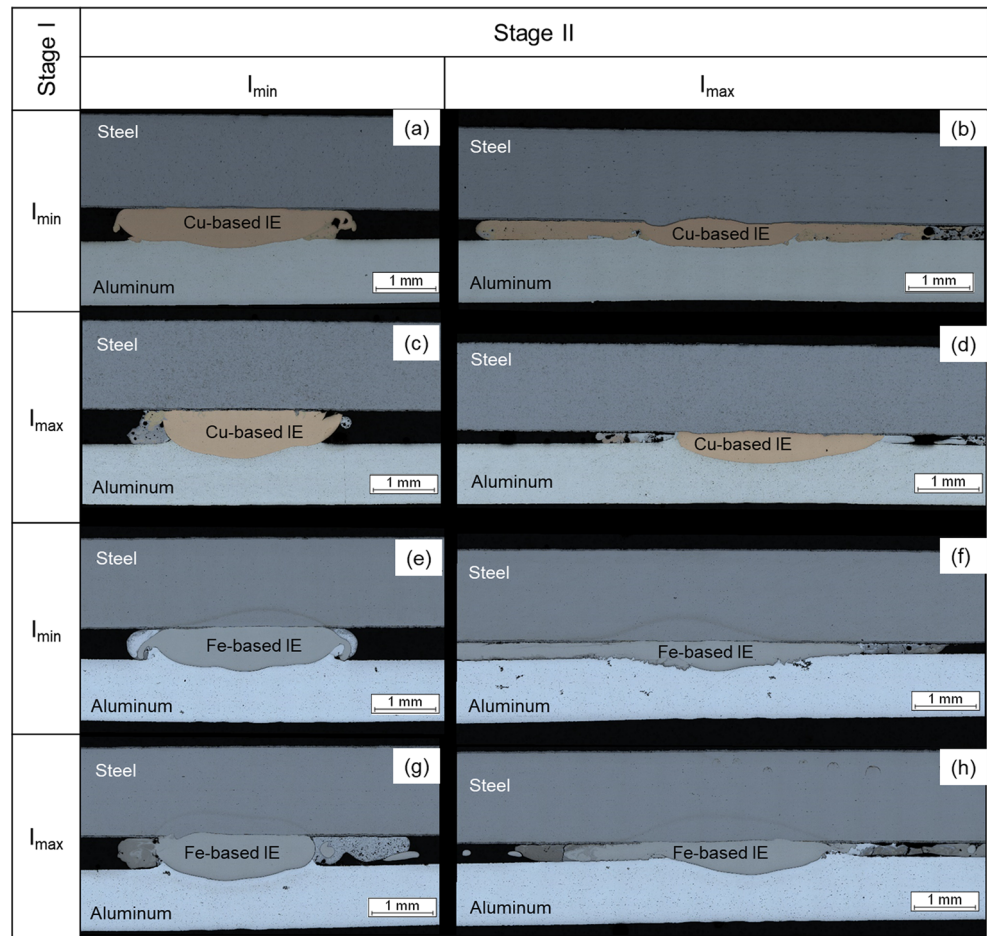 Stage I
Stage II
Imin
Imax
Imin
Steel
(a)
Cu-based IE
Aluminum
1 mm
Steel
(b)
Cu-based IE
Aluminum
1 mm
Imax
Steel
(c)
Cu-based IE
Aluminum
1 mm
Steel
(d)
Cu-based IE
Aluminum
1 mm
Imin
Steel
(e)
Fe-based IE
Aluminum
1 mm
Steel
(f)
Fe-based IE
Aluminum
1 mm
Imax
Steel
(g)
Fe-based IE
Aluminum
1 mm
Steel
(h)
Fe-based IE
Aluminum
1 mm